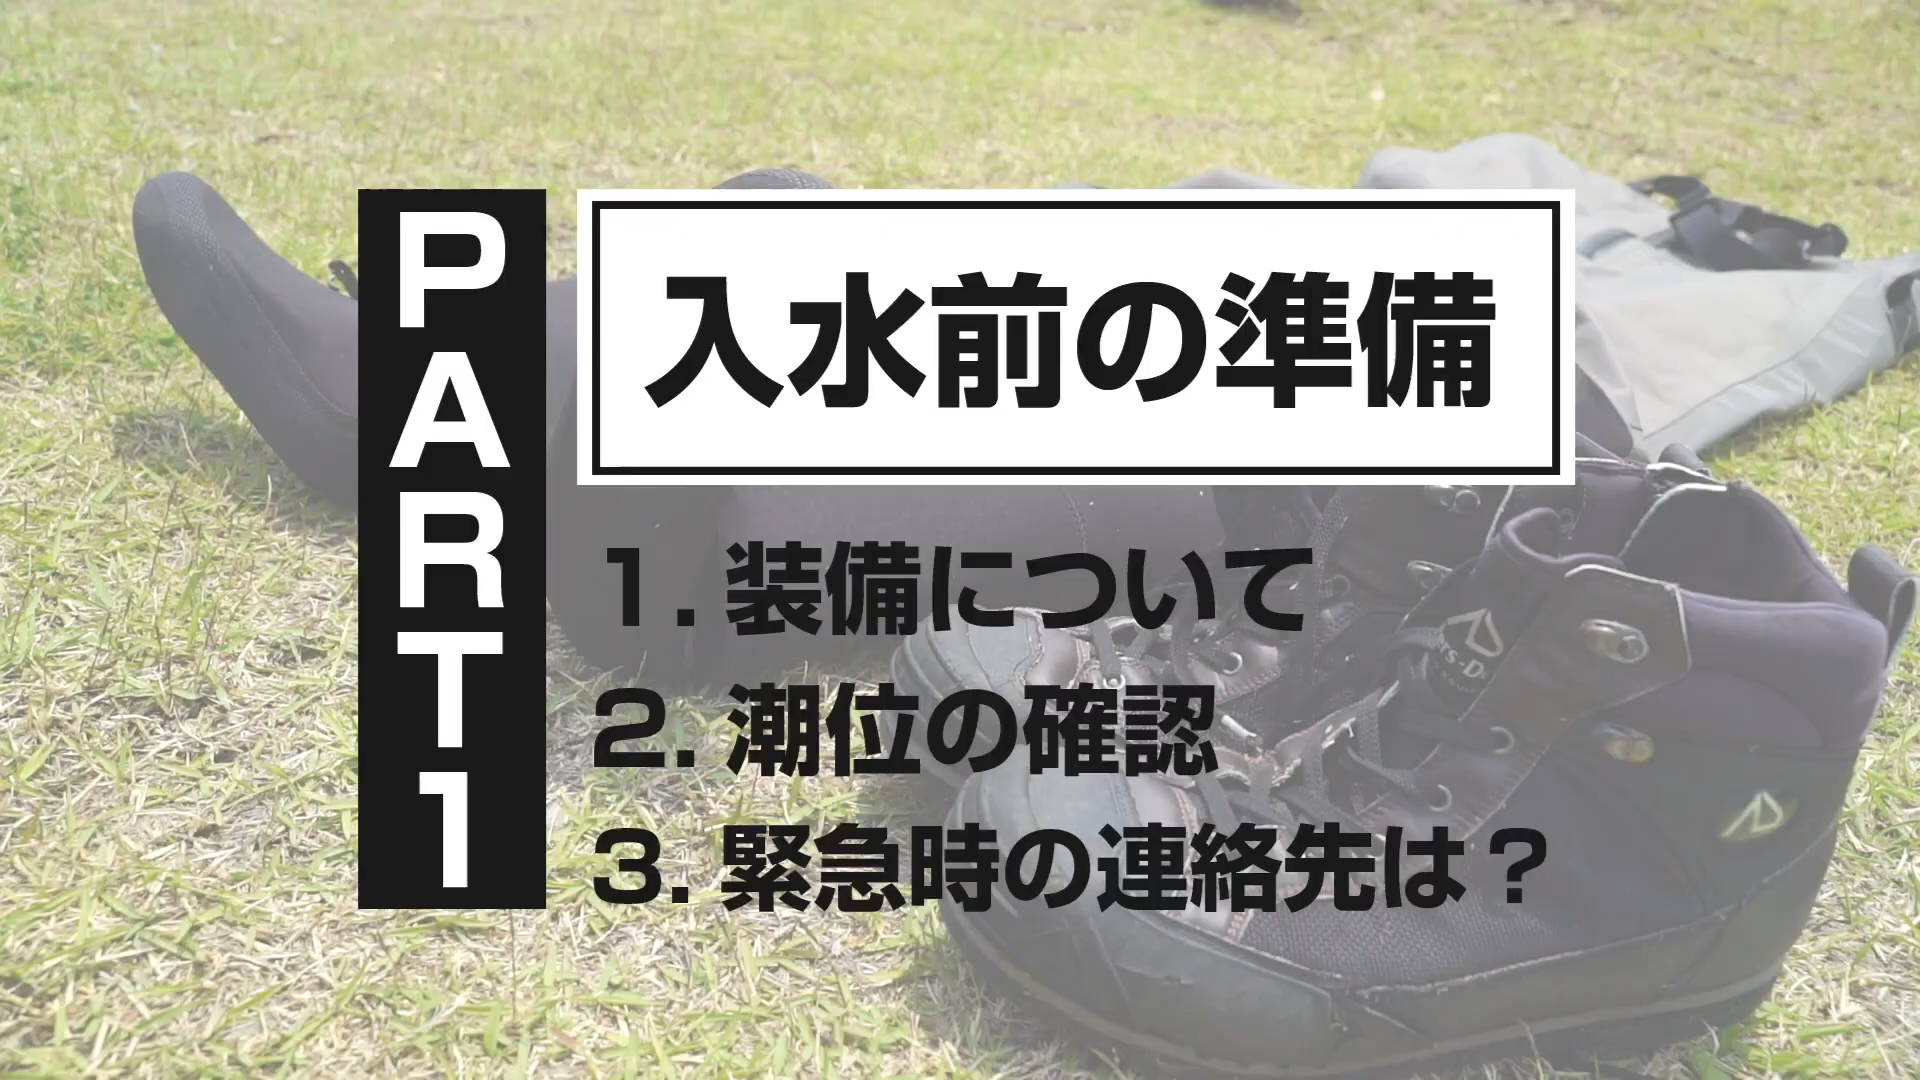 PART1
入水前の準備
1. 装備について
2. 潮位の確認
3. 緊急時の連絡先は？